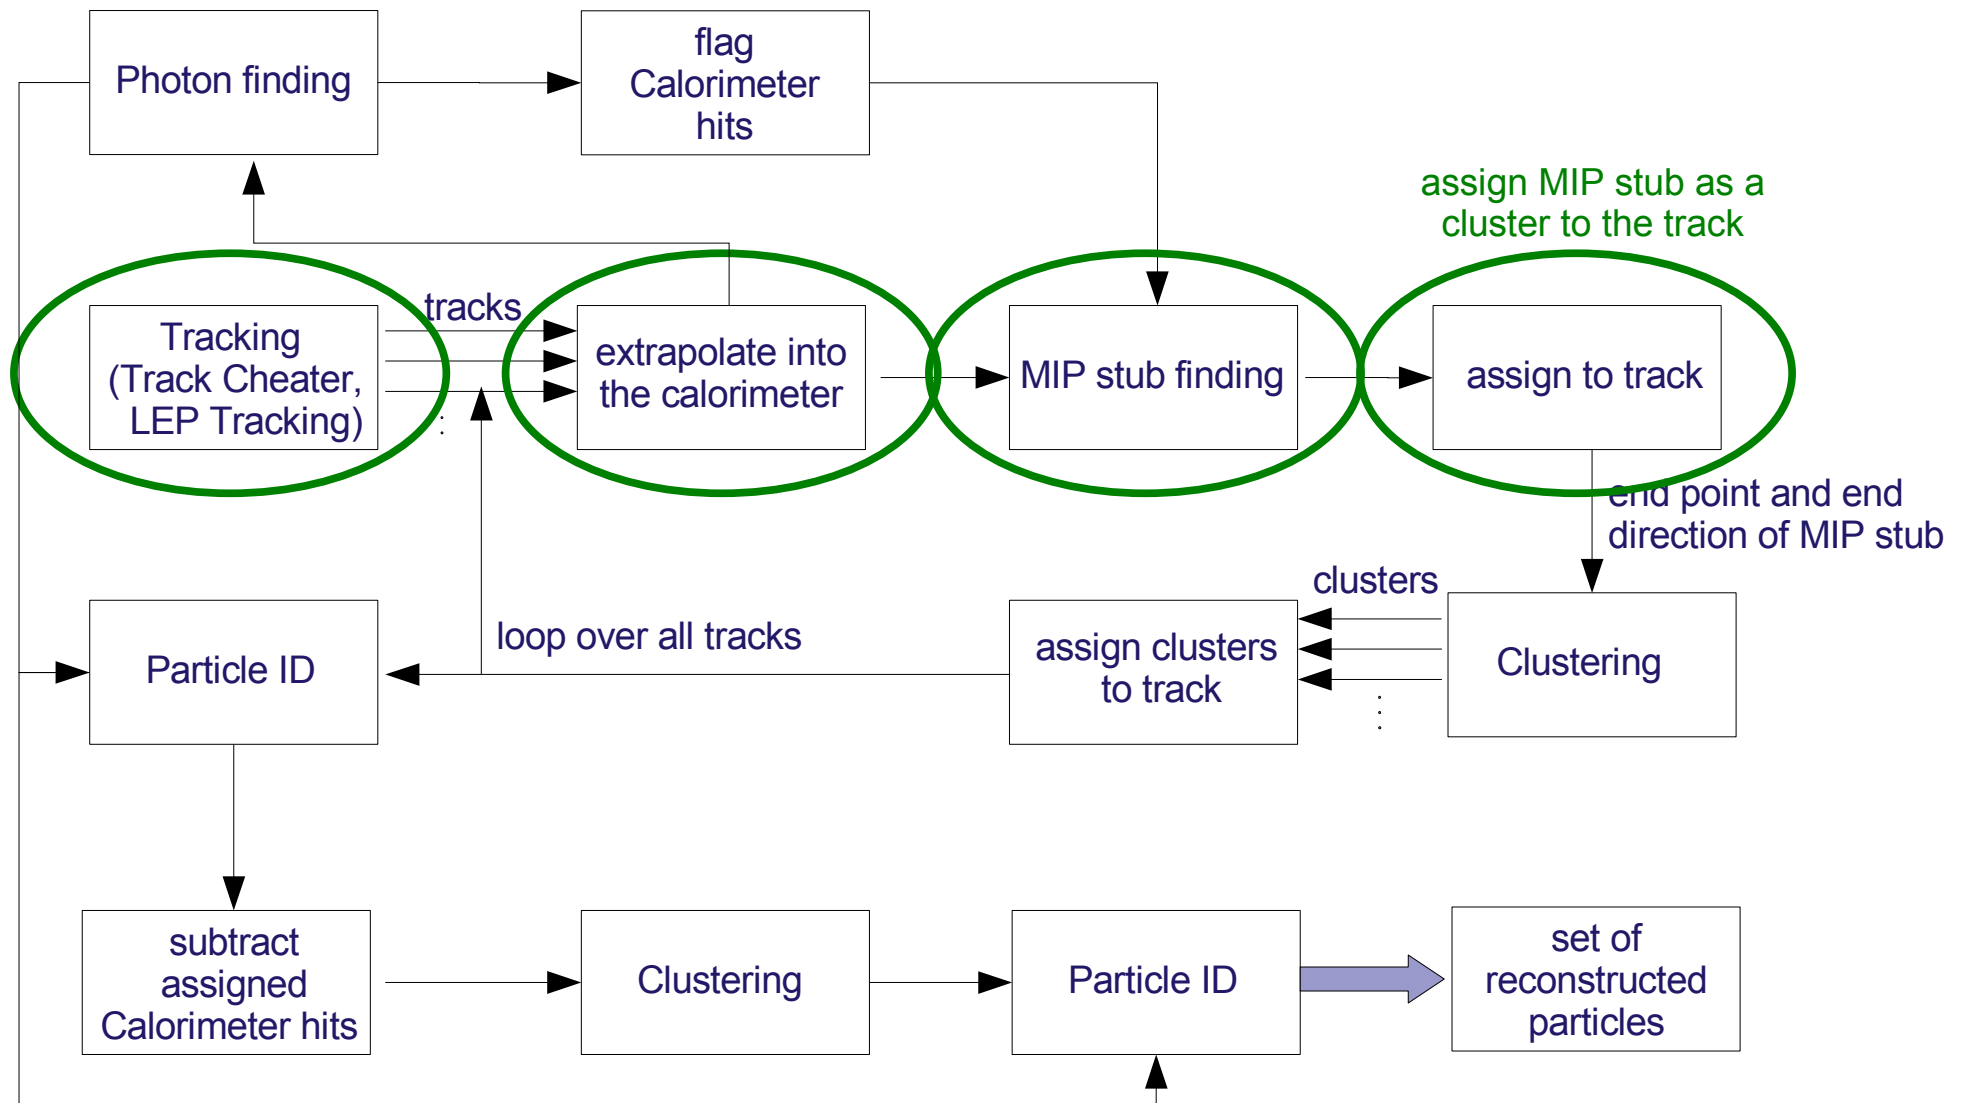 Photon finding
flag
Calorimeter
hits
assign MIP stub as a
cluster to the track
tracks
Tracking
(Track Cheater,
LEP Tracking)
extrapolate into
the calorimeter
MIP stub finding
assign to track
end point and end
direction of MIP stub
clusters
Particle ID
loop over all tracks
assign clusters
to track
Clustering
subtract
assigned
Calorimeter hits
Clustering
Particle ID
set of
reconstructed
particles